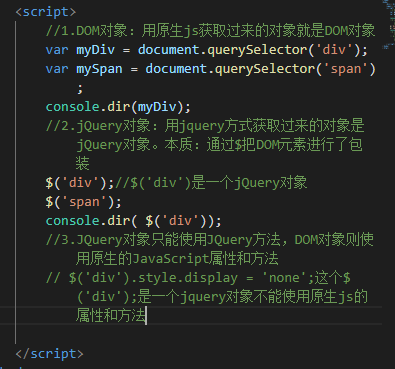 <script>
//1.DOM对象：用原生js获取过来的对象就是DOM对象
var myDiv = document.querySelector('div');
var mySpan = document.querySelector('span')
;
console.dir(myDiv);
//2.jQuery对象：用jquery方式获取过来的对象是
jQuery对象。本质：通过$把DOM元素进行了包
装
$('div');//$('div')是一个jQuery对象
$('span');
console.dir( $('div'));
//3.JQuery对象只能使用JQuery方法，DOM对象则使
用原生的JavaScript属性和方法
// $('div').style.display = 'none';这个$
('div');是一个jquery对象不能使用原生js的
属性和方法
</script>